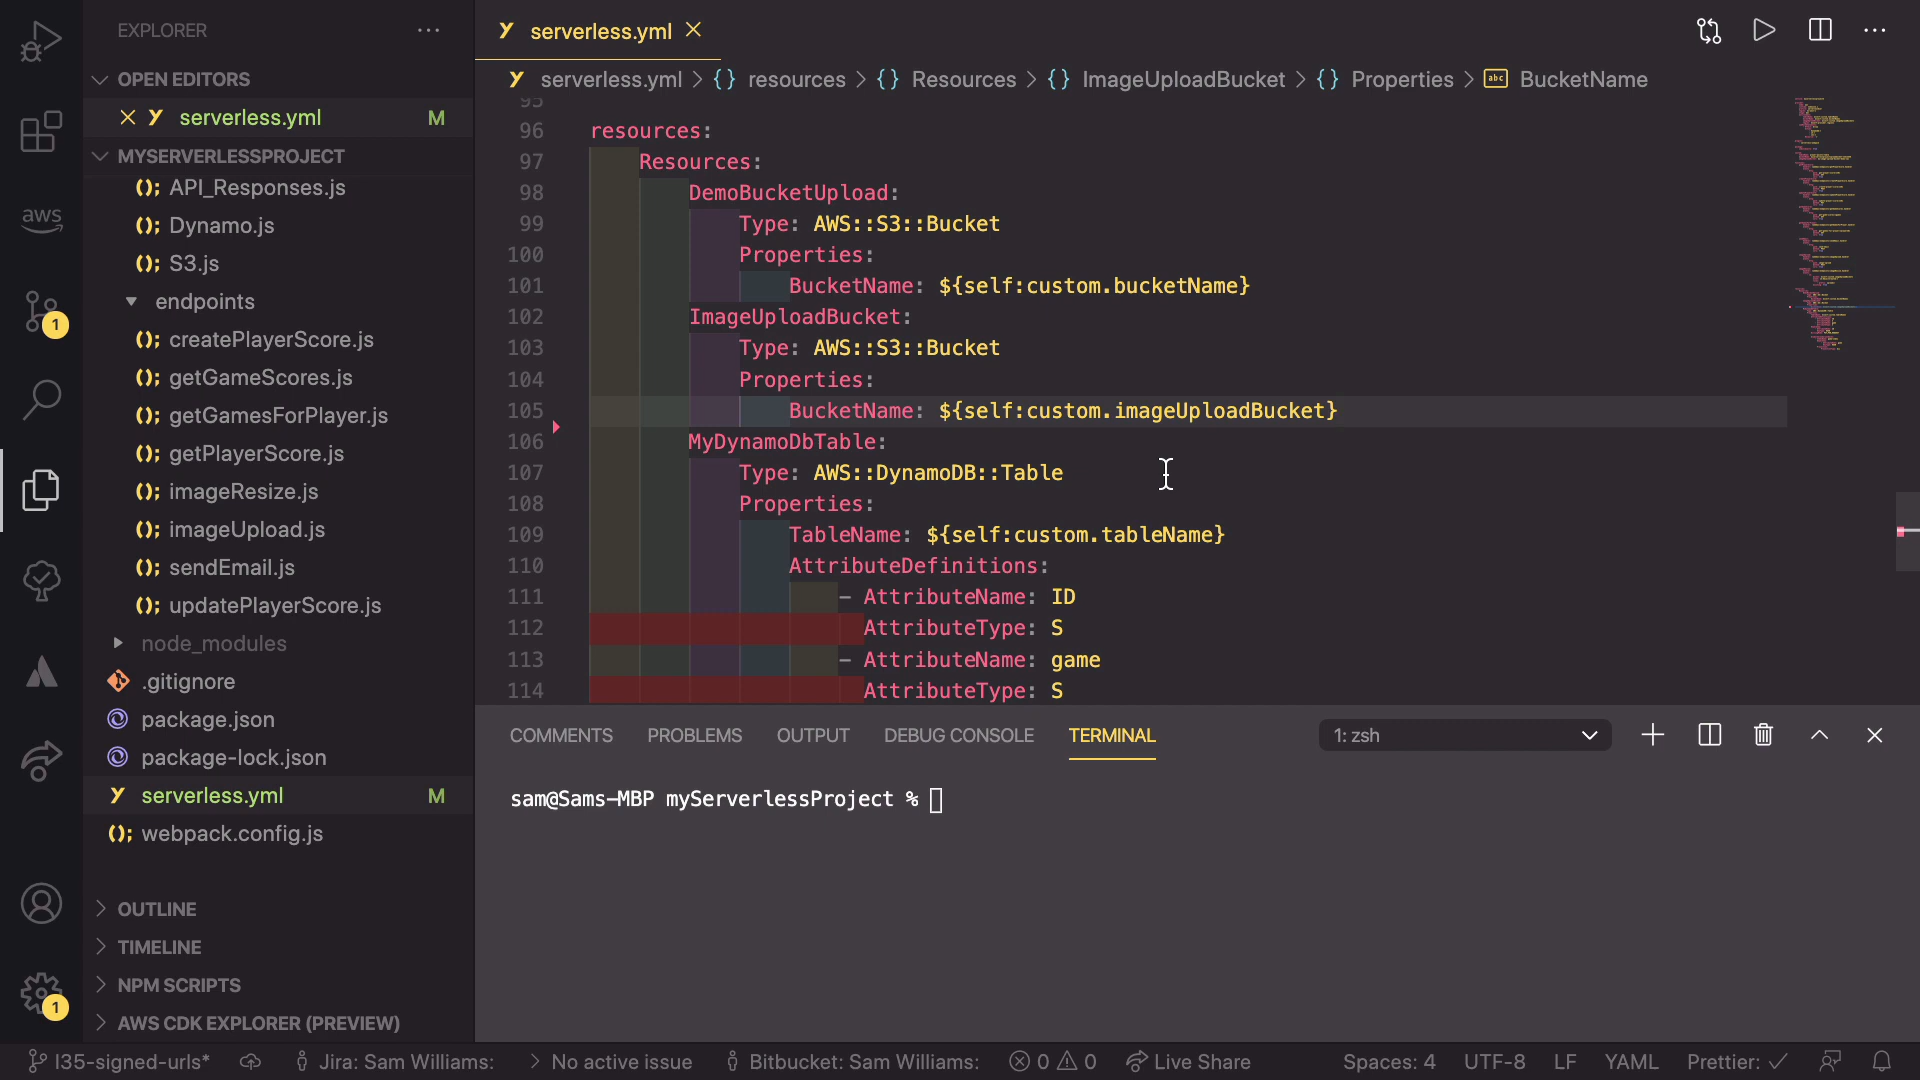 EXPLORER
OPEN EDITORS
serverless.yml M
MYSERVERLESSPROJECT
API_Responses.js
Dynamo.js
S3.js
endpoints
createPlayerScore.js
getGameScores.js
getGamesForPlayer.js
getPlayerScore.js
imageResize.js
imageUpload.js
sendEmail.js
updatePlayerScore.js
node_modules
.gitignore
package.json
package-lock.json
serverless.yml M
webpack.config.js
OUTLINE
TIMELINE
NPM SCRIPTS
AWS CDK EXPLORER (PREVIEW)
aws
1
1
serverless.yml
serverless.yml > {} resources > {} Resources > {} ImageUploadBucket > {} Properties > abc BucketName
95
96 resources:
97 Resources:
98 DemoBucketUpload:
99 Type: AWS::S3::Bucket
100 Properties:
101 BucketName: ${self:custom.bucketName}
102 ImageUploadBucket:
103 Type: AWS::S3::Bucket
104 Properties:
105 BucketName: ${self:custom.imageUploadBucket}
106 MyDynamoDbTable:
107 Type: AWS::DynamoDB::Table
108 Properties:
109 TableName: ${self:custom.tableName}
110 AttributeDefinitions:
111 - AttributeName: ID
112 AttributeType: S
113 - AttributeName: game
114 AttributeType: S
COMMENTS PROBLEMS OUTPUT DEBUG CONSOLE TERMINAL 1: zsh
sam@Sams-MBP myServerlessProject %
l35-signed-urls* Jira: Sam Williams: > No active issue Bitbucket: Sam Williams: 0 0 Live Share Spaces: 4 UTF-8 LF YAML Prettier: ✓